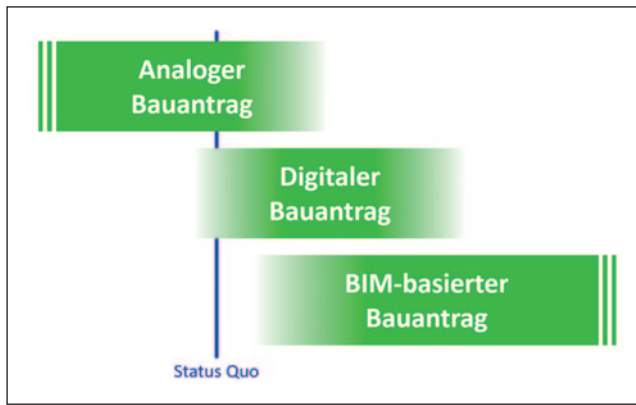 Analoger
Bauantrag
Digitaler
Bauantrag
BIM-basierter
Bauantrag
Status Quo